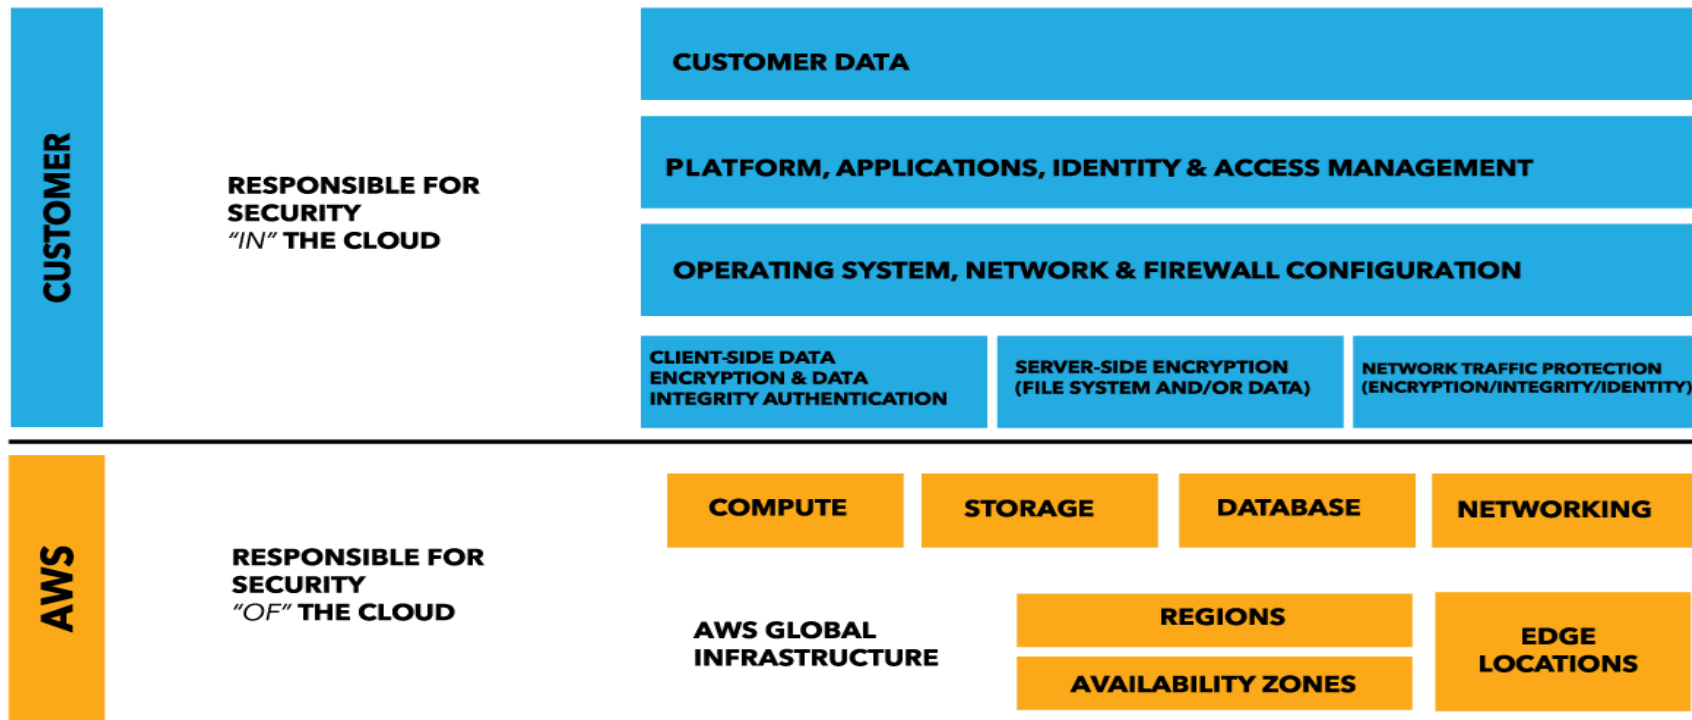 CUSTOMER
RESPONSIBLE FOR
SECURITY
“IN” THE CLOUD
CUSTOMER DATA
PLATFORM, APPLICATIONS, IDENTITY & ACCESS MANAGEMENT
OPERATING SYSTEM, NETWORK & FIREWALL CONFIGURATION
CLIENT-SIDE DATA
ENCRYPTION & DATA
INTEGRITY AUTHENTICATION
SERVER-SIDE ENCRYPTION
(FILE SYSTEM AND/OR DATA)
NETWORK TRAFFIC PROTECTION
(ENCRYPTION/INTEGRITY/IDENTITY)
AWS
RESPONSIBLE FOR
SECURITY
“OF” THE CLOUD
COMPUTE
STORAGE
DATABASE
NETWORKING
AWS GLOBAL
INFRASTRUCTURE
REGIONS
AVAILABILITY ZONES
EDGE
LOCATIONS